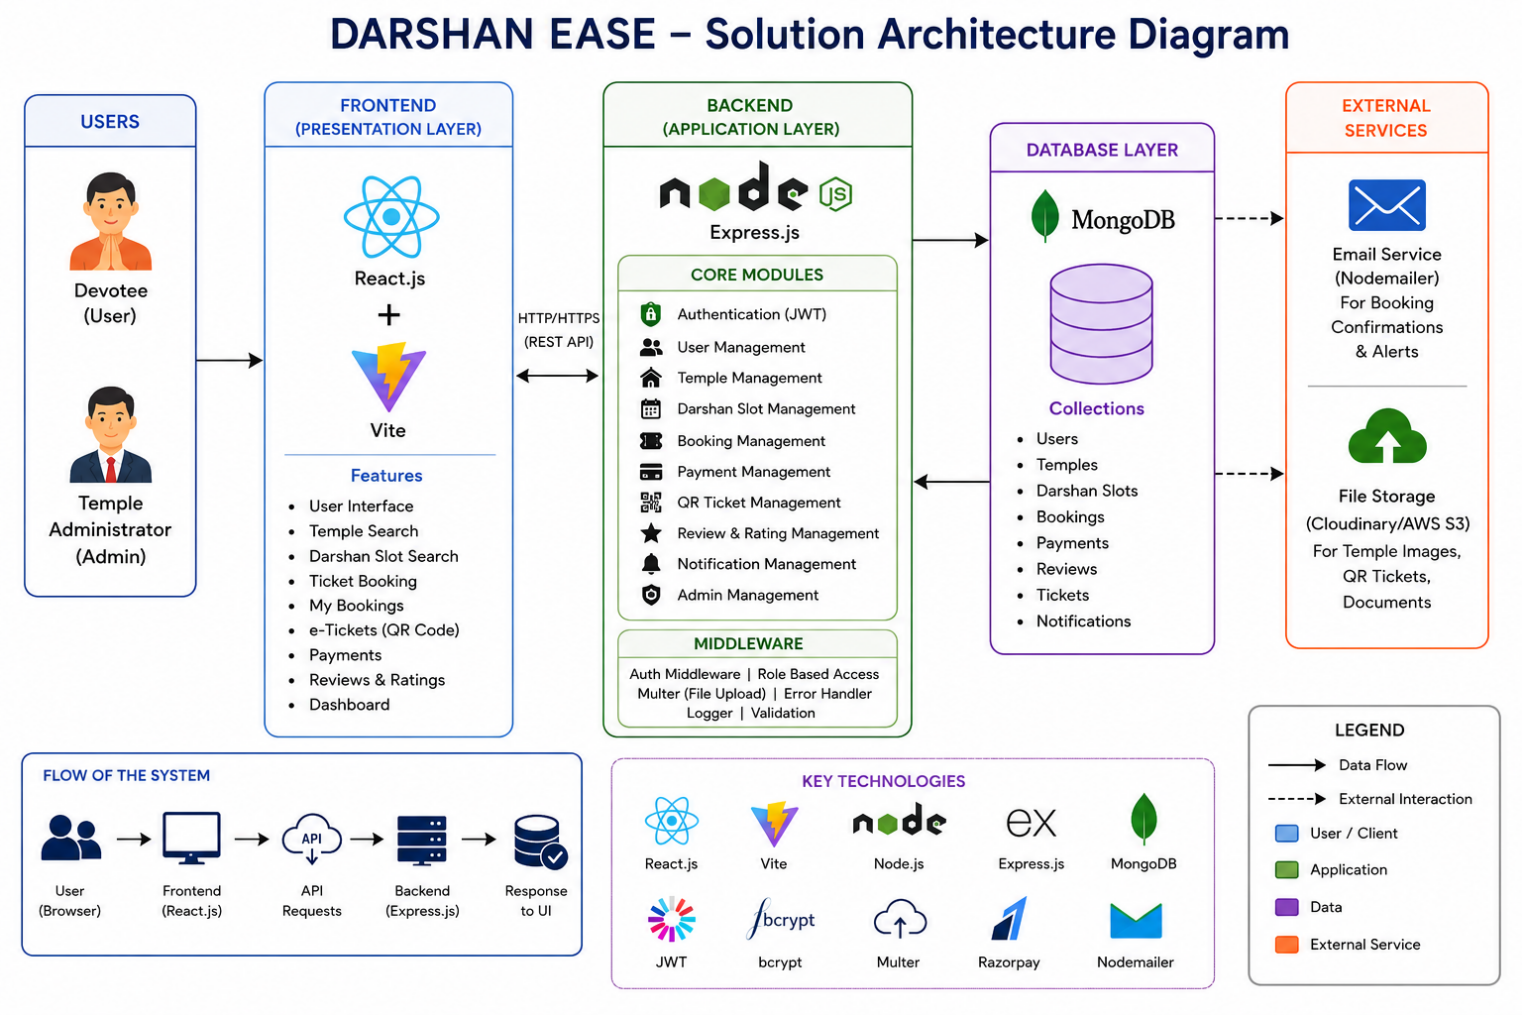 DARSHAN EASE – Solution Architecture Diagram
USERS
Devotee
(User)
Temple
Administrator
(Admin)
FRONTEND
(PRESENTATION LAYER)
React.js
+
Vite
Features
• User Interface
• Temple Search
• Darshan Slot Search
• Ticket Booking
• My Bookings
• e-Tickets (QR Code)
• Payments
• Reviews & Ratings
• Dashboard
HTTP/HTTPS
(REST API)
BACKEND
(APPLICATION LAYER)
node
JS
Express.js
CORE MODULES
Authentication (JWT)
User Management
Temple Management
Darshan Slot Management
Booking Management
Payment Management
QR Ticket Management
Review & Rating Management
Notification Management
Admin Management
MIDDLEWARE
Auth Middleware | Role Based Access
Multer (File Upload) | Error Handler
Logger | Validation
DATABASE LAYER
MongoDB
Collections
• Users
• Temples
• Darshan Slots
• Bookings
• Payments
• Reviews
• Tickets
• Notifications
EXTERNAL
SERVICES
Email Service
(Nodemailer)
For Booking
Confirmations
& Alerts
File Storage
(Cloudinary/AWS S3)
For Temple Images,
QR Tickets,
Documents
FLOW OF THE SYSTEM
User
(Browser)
Frontend
(React.js)
API
API
Requests
Backend
(Express.js)
Response
to UI
KEY TECHNOLOGIES
React.js
Vite
node
Node.js
ex
Express.js
MongoDB
JWT
bcrypt
bcrypt
Multer
Razorpay
Nodemailer
LEGEND
Data Flow
External Interaction
User / Client
Application
Data
External Service